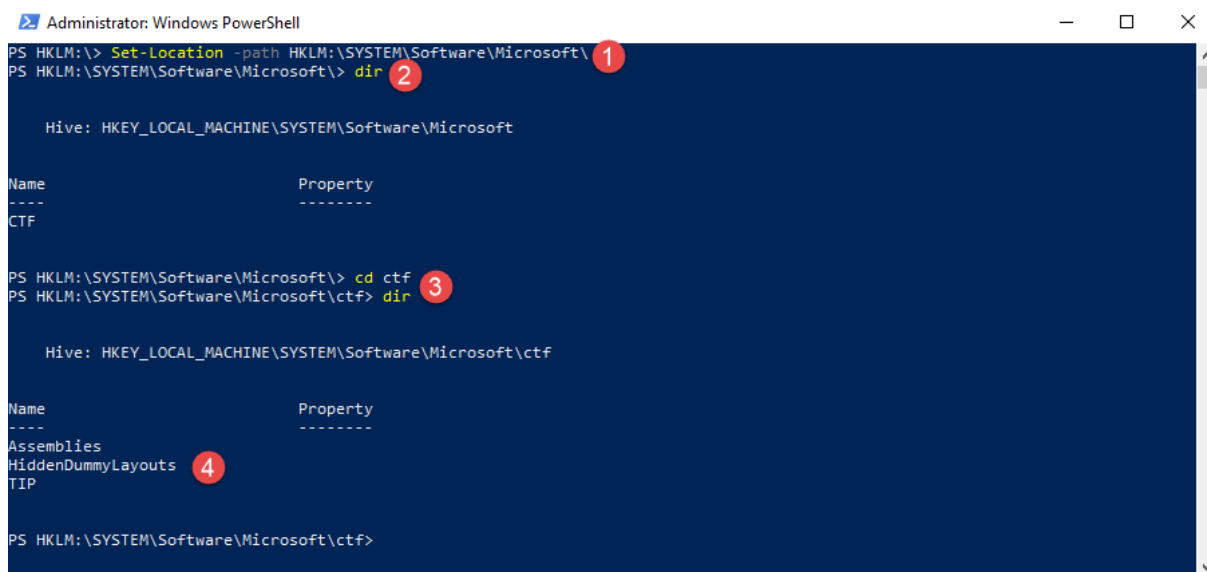 Administrator: Windows PowerShell
PS HKLM:\> Set-Location -path HKLM:\SYSTEM\Software\Microsoft\ 1
PS HKLM:\SYSTEM\Software\Microsoft\> dir 2
Hive: HKEY_LOCAL_MACHINE\SYSTEM\Software\Microsoft
Name Property
---- --------
CTF
PS HKLM:\SYSTEM\Software\Microsoft\> cd ctf 3
PS HKLM:\SYSTEM\Software\Microsoft\ctf> dir
Hive: HKEY_LOCAL_MACHINE\SYSTEM\Software\Microsoft\ctf
Name Property
---- --------
Assemblies
HiddenDummyLayouts 4
TIP
PS HKLM:\SYSTEM\Software\Microsoft\ctf>